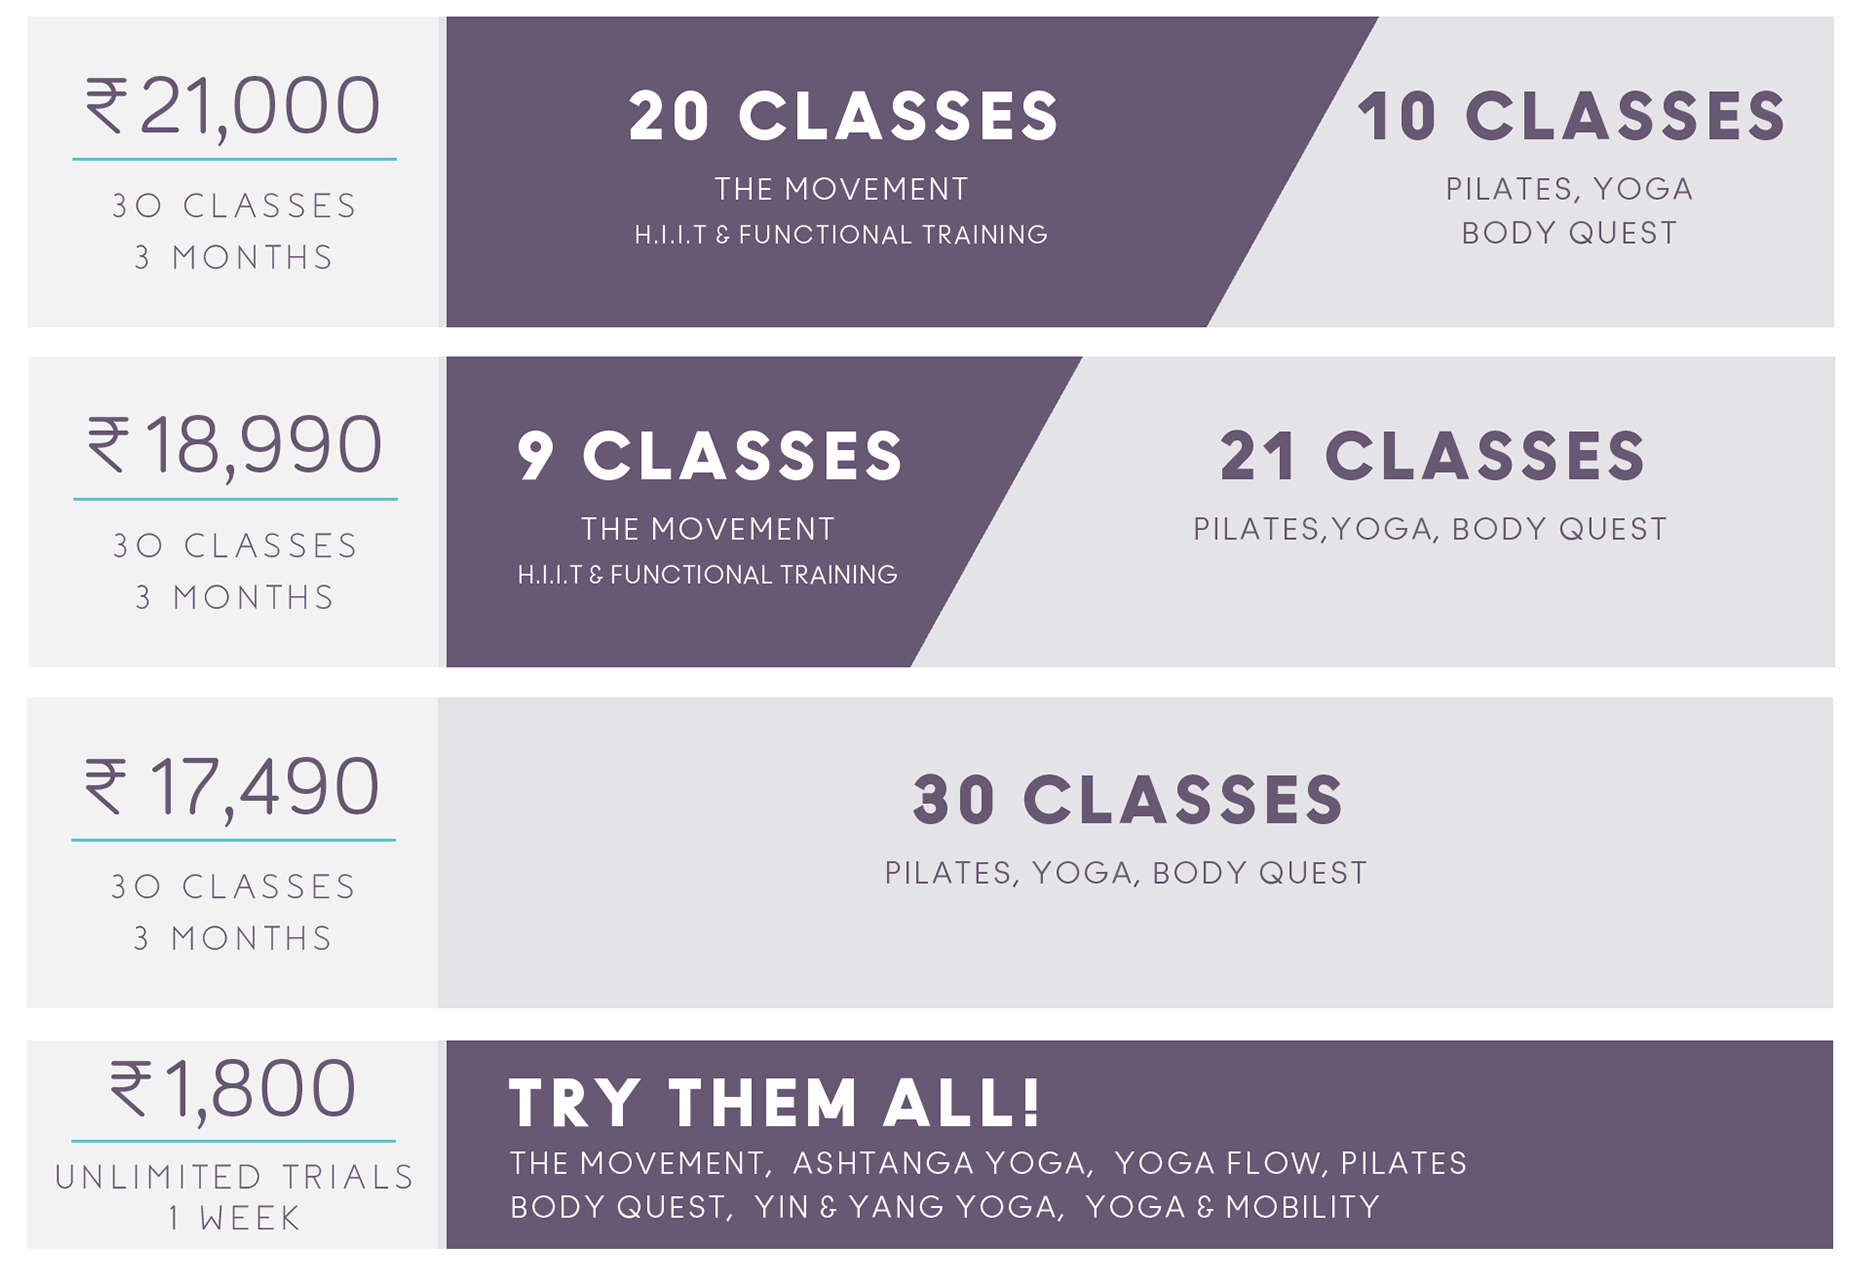 ₹21,000
30 CLASSES
3 MONTHS
20 CLASSES
THE MOVEMENT
H.I.I.T & FUNCTIONAL TRAINING
10 CLASSES
PILATES, YOGA
BODY QUEST
₹18,990
30 CLASSES
3 MONTHS
9 CLASSES
THE MOVEMENT
H.I.I.T & FUNCTIONAL TRAINING
21 CLASSES
PILATES,YOGA, BODY QUEST
₹ 17,490
30 CLASSES
3 MONTHS
30 CLASSES
PILATES, YOGA, BODY QUEST
₹1,800
UNLIMITED TRIALS
1 WEEK
TRY THEM ALL!
THE MOVEMENT, ASHTANGA YOGA, YOGA FLOW, PILATES
BODY QUEST, YIN & YANG YOGA, YOGA & MOBILITY